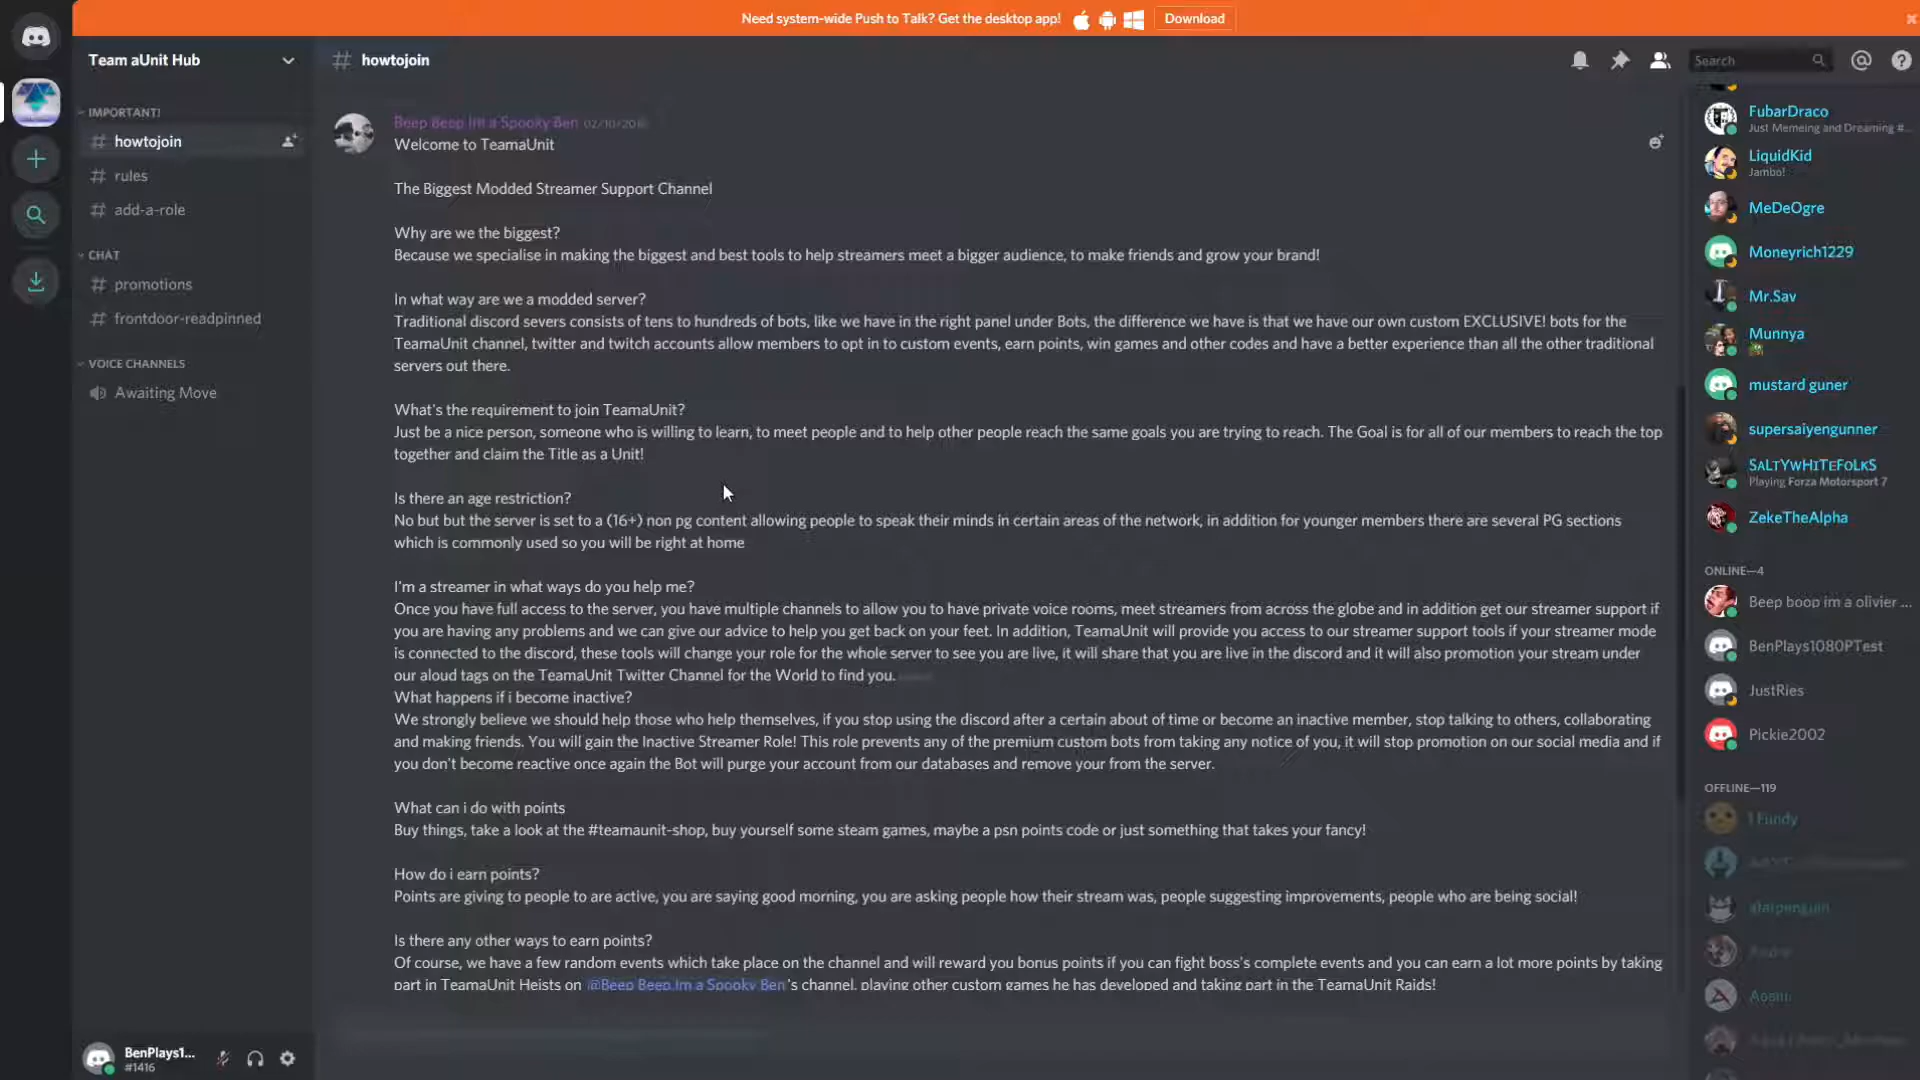 Need system-wide Push to Talk? Get the desktop app!
Download
Team aUnit Hub
# howtojoin
Search
IMPORTANT!
# howtojoin
# rules
# add-a-role
CHAT
# promotions
# frontdoor-readpinned
VOICE CHANNELS
Awaiting Move
BenPlays1...
#1416
Beep Beep Im a Spooky Ben
Welcome to TeamaUnit
The Biggest Modded Streamer Support Channel
Why are we the biggest?
Because we specialise in making the biggest and best tools to help streamers meet a bigger audience, to make friends and grow your brand!
In what way are we a modded server?
Traditional discord severs consists of tens to hundreds of bots, like we have in the right panel under Bots, the difference we have is that we have our own custom EXCLUSIVE! bots for the
TeamaUnit channel, twitter and twitch accounts allow members to opt in to custom events, earn points, win games and other codes and have a better experience than all the other traditional
servers out there.
What's the requirement to join TeamaUnit?
Just be a nice person, someone who is willing to learn, to meet people and to help other people reach the same goals you are trying to reach. The Goal is for all of our members to reach the top
together and claim the Title as a Unit!
Is there an age restriction?
No but but the server is set to a (16+) non pg content allowing people to speak their minds in certain areas of the network, in addition for younger members there are several PG sections
which is commonly used so you will be right at home
I'm a streamer in what ways do you help me?
Once you have full access to the server, you have multiple channels to allow you to have private voice rooms, meet streamers from across the globe and in addition get our streamer support if
you are having any problems and we can give our advice to help you get back on your feet. In addition, TeamaUnit will provide you access to our streamer support tools if your streamer mode
is connected to the discord, these tools will change your role for the whole server to see you are live, it will share that you are live in the discord and it will also promotion your stream under
our aloud tags on the TeamaUnit Twitter Channel for the World to find you.
What happens if i become inactive?
We strongly believe we should help those who help themselves, if you stop using the discord after a certain about of time or become an inactive member, stop talking to others, collaborating
and making friends. You will gain the Inactive Streamer Role! This role prevents any of the premium custom bots from taking any notice of you, it will stop promotion on our social media and if
you don't become reactive once again the Bot will purge your account from our databases and remove your from the server.
What can i do with points
Buy things, take a look at the #teamaunit-shop, buy yourself some steam games, maybe a psn points code or just something that takes your fancy!
How do i earn points?
Points are giving to people to are active, you are saying good morning, you are asking people how their stream was, people suggesting improvements, people who are being social!
Is there any other ways to earn points?
Of course, we have a few random events which take place on the channel and will reward you bonus points if you can fight boss's complete events and you can earn a lot more points by taking
part in TeamaUnit Heists on @Beep Beep Im a Spooky Ben's channel, playing other custom games he has developed and taking part in the TeamaUnit Raids!
FubarDraco
Just Memeing and Dreaming #...
LiquidKid
Jambo!
MeDeOgre
Moneyrich1229
Mr.Sav
Munnya
mustard guner
supersaiyengunner
SALTYWHITEFOLKS
Playing Forza Motorsport 7
ZekeTheAlpha
ONLINE—4
Beep boop im a olivier ...
BenPlays1080PTest
JustRies
Pickie2002
OFFLINE—119
! Fundy